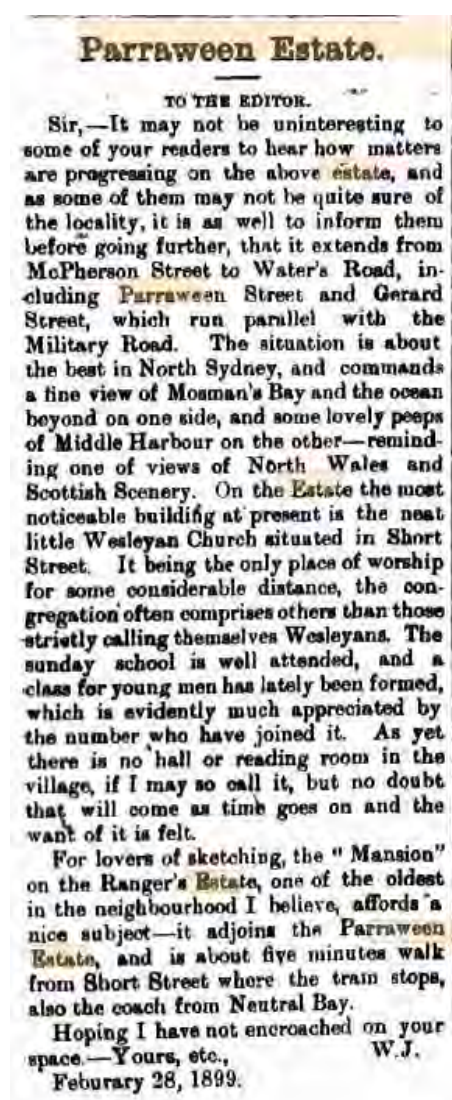 Parraween Estate.
TO THE EDITOR.
Sir,—It may not be uninteresting to
some of your readers to hear how matters
are progressing on the above estate, and
as some of them may not be quite sure of
the locality, it is as well to inform them
before going further, that it extends from
McPherson Street to Water's Road, in-
cluding Parraween Street and Gerard
Street, which run parallel with the
Military Road. The situation is about
the best in North Sydney, and commands
a fine view of Mosman's Bay and the ocean
beyond on one side, and some lovely peeps
of Middle Harbour on the other—remind-
ing one of views of North Wales and
Scottish Scenery. On the Estate the most
noticeable building at present is the neat
little Wesleyan Church situated in Short
Street. It being the only place of worship
for some considerable distance, the con-
gregation often comprises others than those
strictly calling themselves Wesleyans. The
sunday school is well attended, and a
class for young men has lately been formed,
which is evidently much appreciated by
the number who have joined it. As yet
there is no hall or reading room in the
village, if I may so call it, but no doubt
that will come as time goes on and the
want of it is felt.
For lovers of sketching, the "Mansion"
on the Ranger's Estate, one of the oldest
in the neighbourhood I believe, affords a
nice subject—it adjoins the Parraween
Estate, and is about five minutes walk
from Short Street where the tram stops,
also the coach from Neutral Bay.
Hoping I have not encroached on your
space.—Yours, etc., W.J.
Feburary 28, 1899.